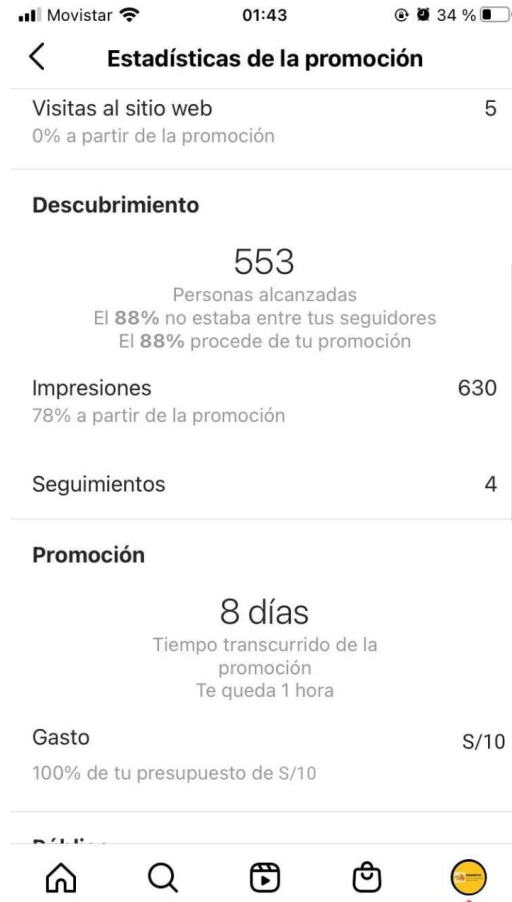 Movistar 01:43 34 %
Estadísticas de la promoción
Visitas al sitio web 5
0% a partir de la promoción
Descubrimiento
553
Personas alcanzadas
El 88% no estaba entre tus seguidores
El 88% procede de tu promoción
Impresiones 630
78% a partir de la promoción
Seguimientos 4
Promoción
8 días
Tiempo transcurrido de la
promoción
Te queda 1 hora
Gasto S/10
100% de tu presupuesto de S/10